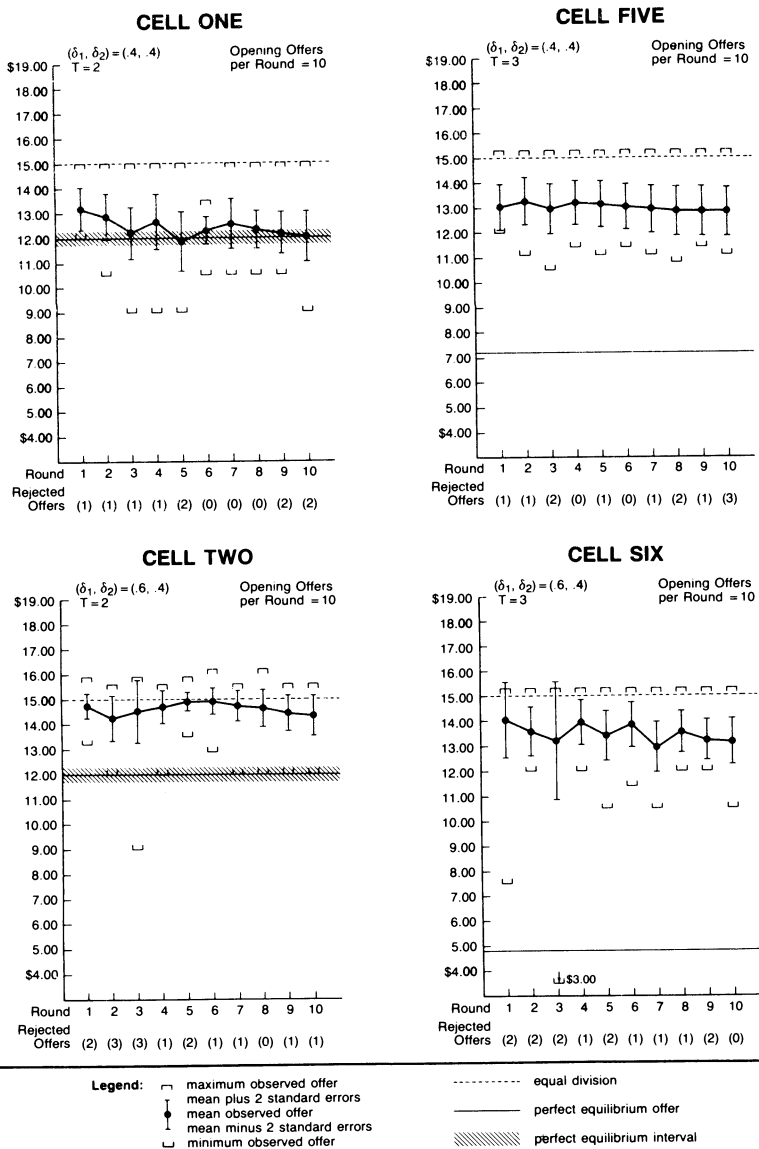 CELL ONE
(δ₁, δ₂) = (.4, .4)
T = 2
Opening Offers
per Round = 10
$19.00
18.00
17.00
16.00
15.00
14.00
13.00
12.00
11.00
10.00
9.00
8.00
7.00
6.00
5.00
$4.00
Round 1 2 3 4 5 6 7 8 9 10
Rejected
Offers (1) (1) (1) (1) (2) (0) (0) (0) (2) (2)
CELL FIVE
(δ₁, δ₂) = (.4, .4)
T = 3
Opening Offers
per Round = 10
$19.00
18.00
17.00
16.00
15.00
14.00
13.00
12.00
11.00
10.00
9.00
8.00
7.00
6.00
5.00
$4.00
Round 1 2 3 4 5 6 7 8 9 10
Rejected
Offers (1) (1) (2) (0) (1) (0) (1) (2) (1) (3)
CELL TWO
(δ₁, δ₂) = (.6, .4)
T = 2
Opening Offers
per Round = 10
$19.00
18.00
17.00
16.00
15.00
14.00
13.00
12.00
11.00
10.00
9.00
8.00
7.00
6.00
5.00
$4.00
Round 1 2 3 4 5 6 7 8 9 10
Rejected
Offers (2) (3) (3) (1) (2) (1) (1) (0) (1) (1)
CELL SIX
(δ₁, δ₂) = (.6, .4)
T = 3
Opening Offers
per Round = 10
$19.00
18.00
17.00
16.00
15.00
14.00
13.00
12.00
11.00
10.00
9.00
8.00
7.00
6.00
5.00
$4.00
$3.00
Round 1 2 3 4 5 6 7 8 9 10
Rejected
Offers (2) (2) (2) (1) (2) (1) (1) (1) (2) (0)
Legend:
maximum observed offer
mean plus 2 standard errors
mean observed offer
mean minus 2 standard errors
minimum observed offer
equal division
perfect equilibrium offer
perfect equilibrium interval